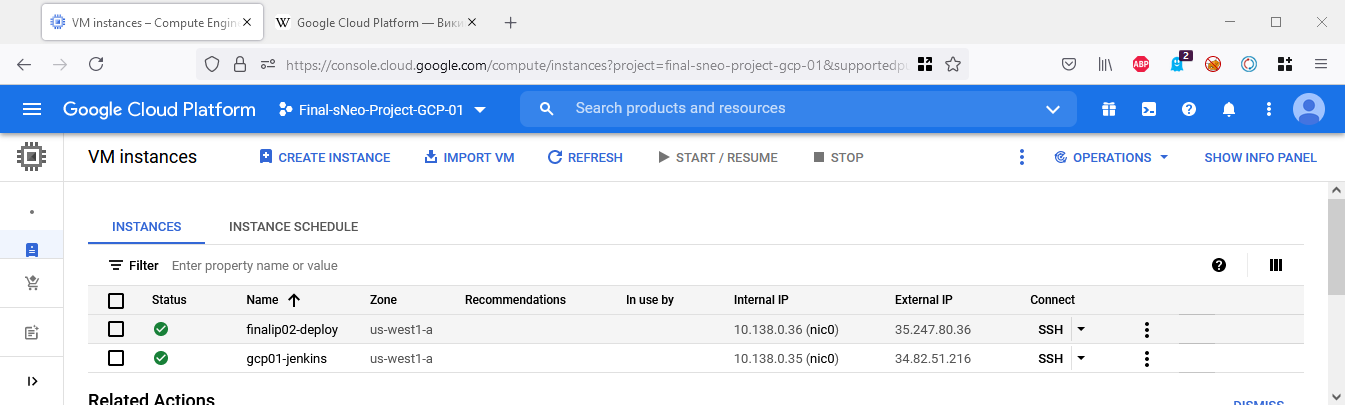 VM instances – Compute Engin
Google Cloud Platform — Вики
https://console.cloud.google.com/compute/instances?project=final-sneo-project-gcp-01&supportedp
ABP
2
Google Cloud Platform
Final-sNeo-Project-GCP-01
Search products and resources
VM instances
CREATE INSTANCE
IMPORT VM
REFRESH
START / RESUME
STOP
OPERATIONS
SHOW INFO PANEL
INSTANCES
INSTANCE SCHEDULE
Filter
Enter property name or value
Status Name Zone Recommendations In use by Internal IP External IP Connect
finalip02-deploy us-west1-a 10.138.0.36 (nic0) 35.247.80.36 SSH
gcp01-jenkins us-west1-a 10.138.0.35 (nic0) 34.82.51.216 SSH
Related Actions
DISMISS